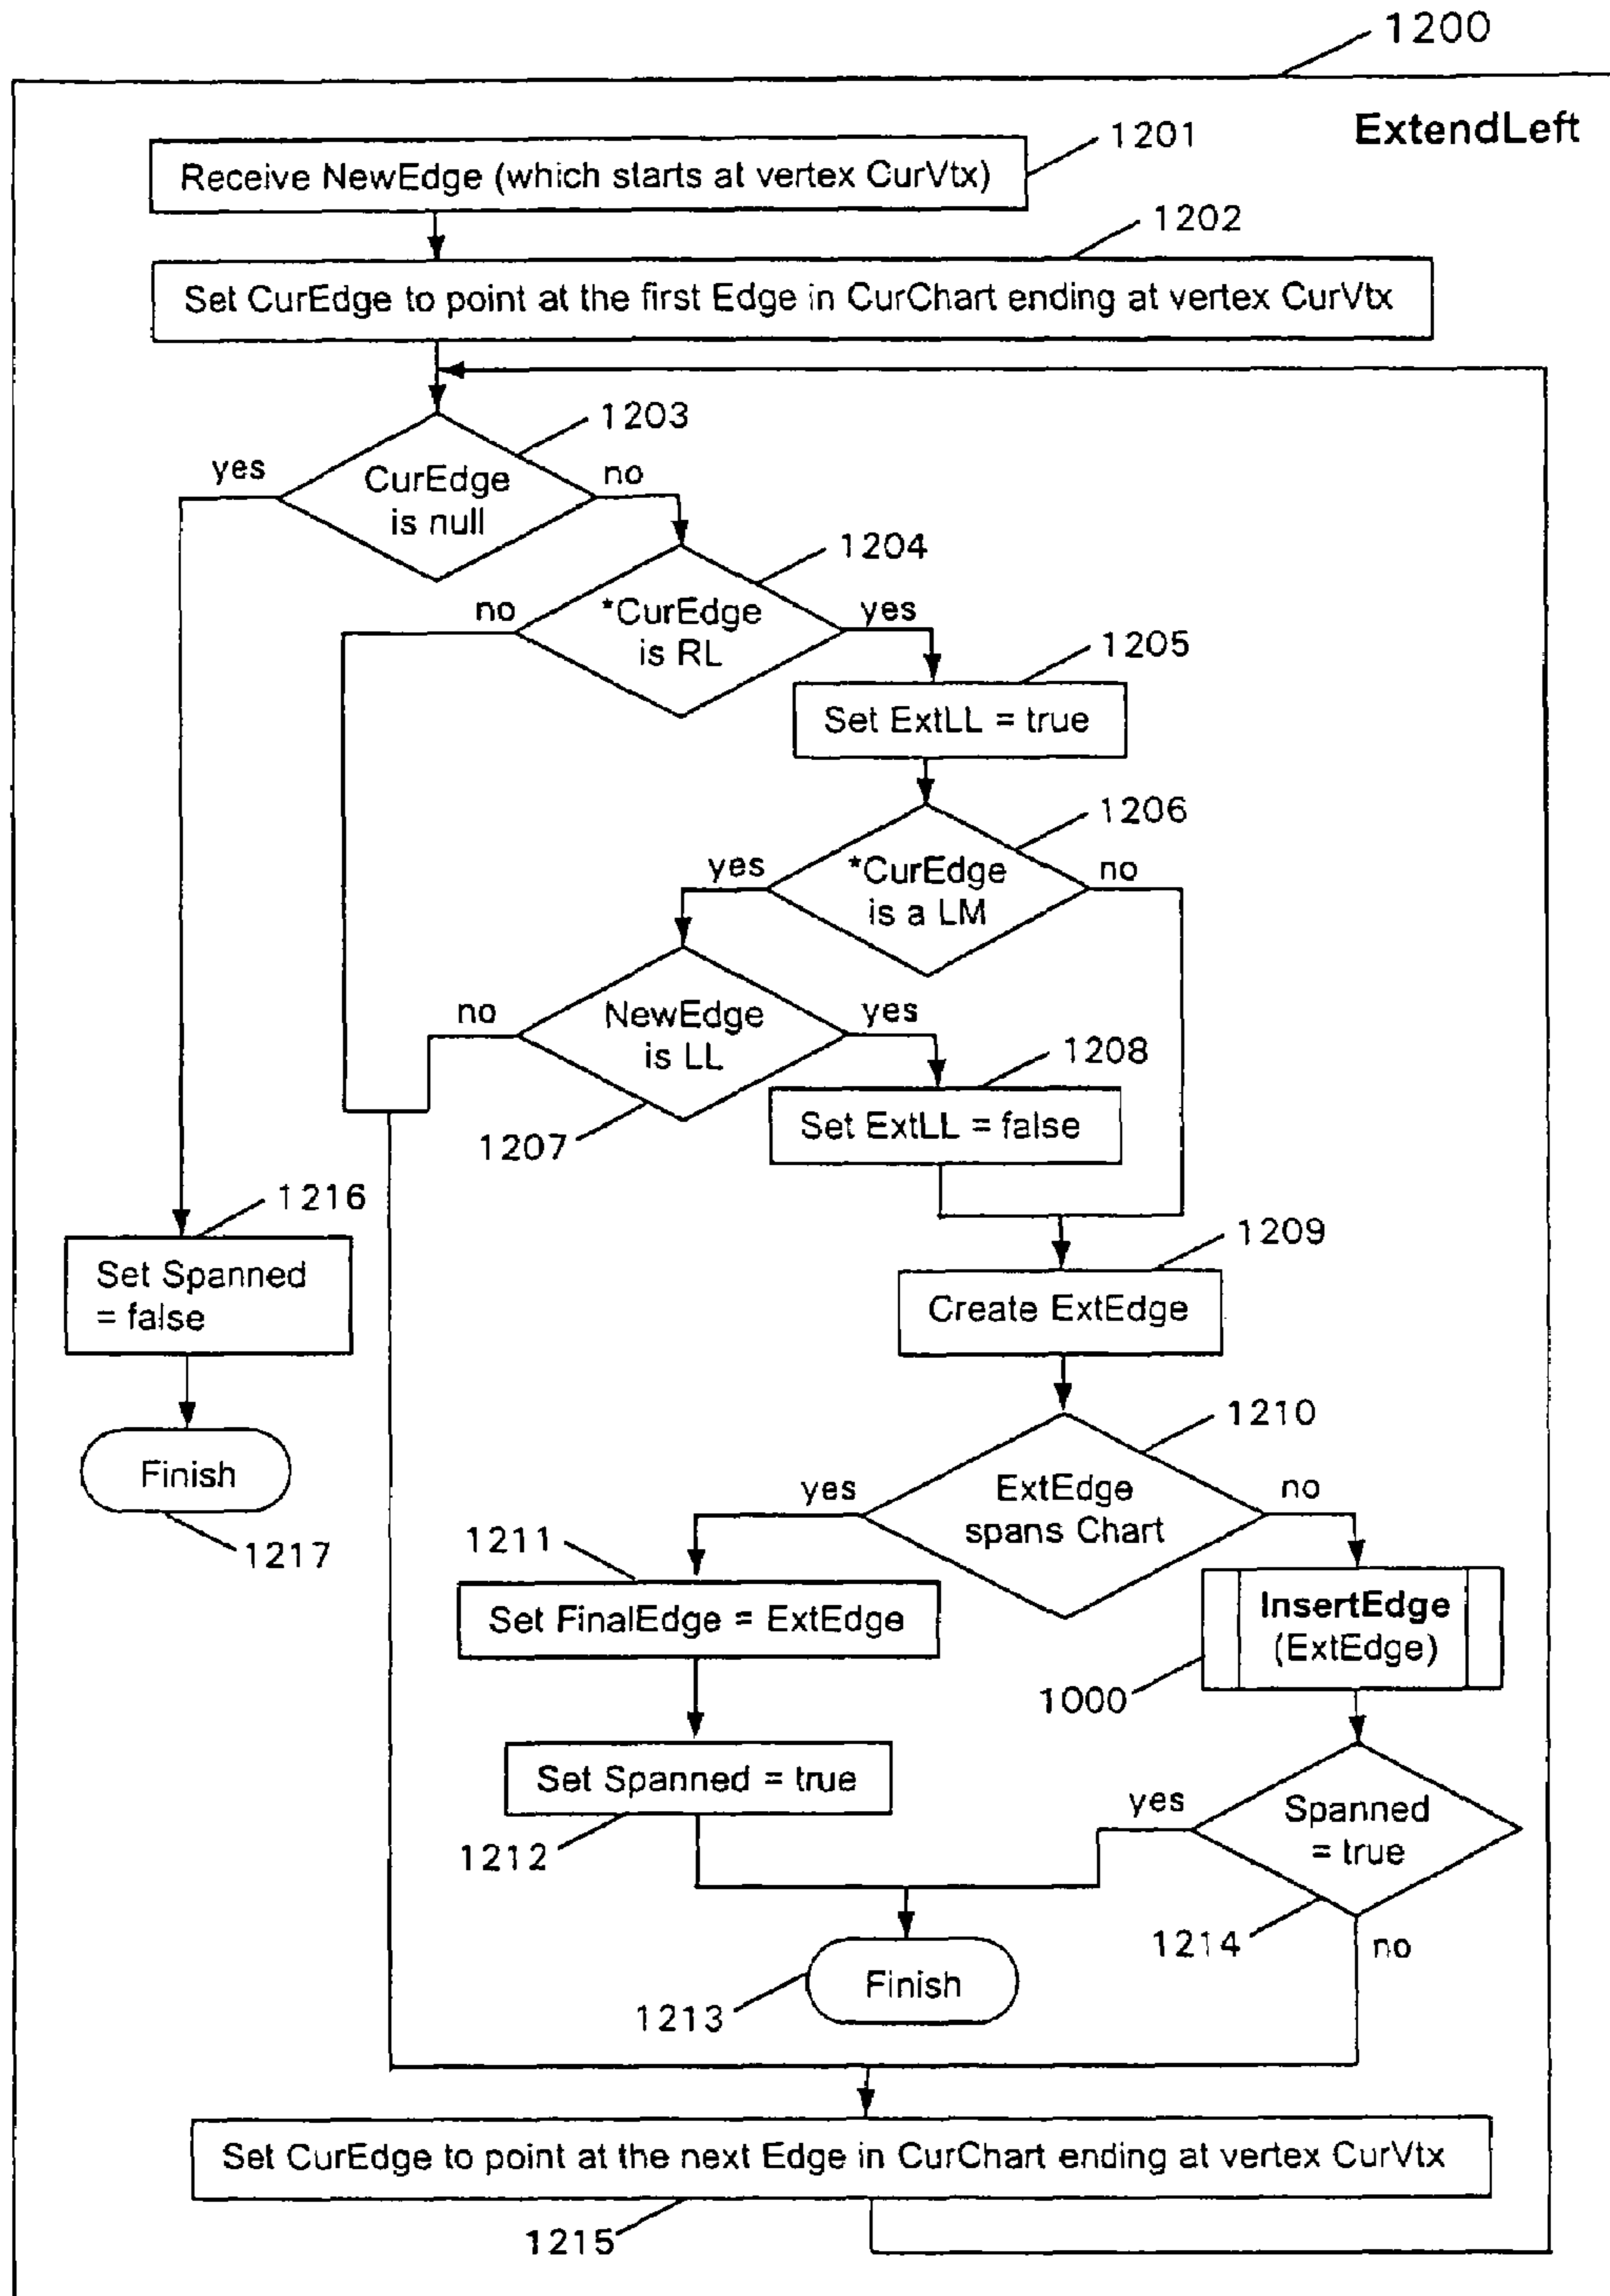 1200
ExtendLeft
1201
Receive NewEdge (which starts at vertex CurVtx)
1202
Set CurEdge to point at the first Edge in CurChart ending at vertex CurVtx
1203
yes
CurEdge
is null
no
1204
no
*CurEdge
is RL
yes
1205
Set ExtLL = true
1206
yes
*CurEdge
is a LM
no
no
NewEdge
is LL
yes
1207
1208
Set ExtLL = false
1216
Set Spanned
= false
1209
Create ExtEdge
1210
Finish
1217
yes
ExtEdge
spans Chart
no
1211
Set FinalEdge = ExtEdge
InsertEdge
(ExtEdge)
1000
Set Spanned = true
1212
yes
Spanned
= true
1214
no
Finish
1213
Set CurEdge to point at the next Edge in CurChart ending at vertex CurVtx
1215